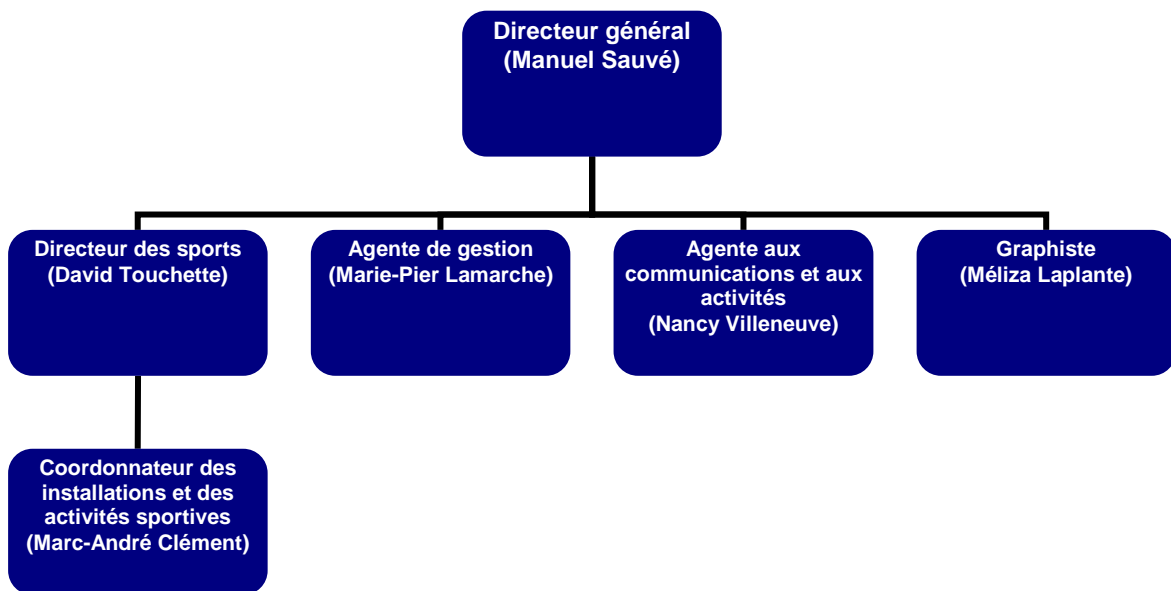 Directeur général
(Manuel Sauvé)
Directeur des sports
(David Touchette)
Agente de gestion
(Marie-Pier Lamarche)
Agente aux
communications et aux
activités
(Nancy Villeneuve)
Graphiste
(Méliza Laplante)
Coordonnateur des
installations et des
activités sportives
(Marc-André Clément)